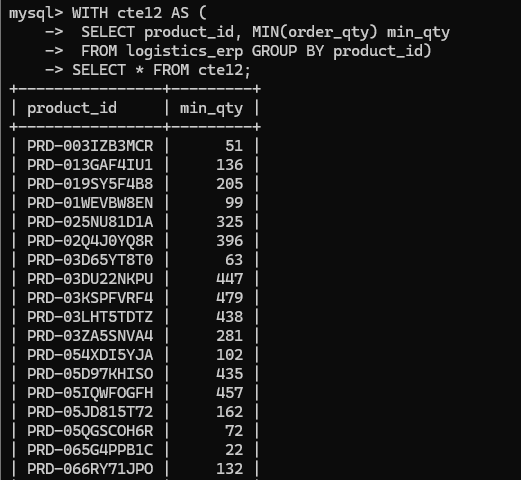 mysql> WITH cte12 AS (
    ->  SELECT product_id, MIN(order_qty) min_qty
    ->  FROM logistics_erp GROUP BY product_id)
    -> SELECT * FROM cte12;
+----------------+---------+
| product_id     | min_qty |
+----------------+---------+
| PRD-003IZB3MCR |      51 |
| PRD-013GAF4IU1 |     136 |
| PRD-019SY5F4B8 |     205 |
| PRD-01WEVBW8EN |      99 |
| PRD-025NU81D1A |     325 |
| PRD-02Q4J0YQ8R |     396 |
| PRD-03D65YT8T0 |      63 |
| PRD-03DU22NKPU |     447 |
| PRD-03KSPFVRF4 |     479 |
| PRD-03LHT5TDTZ |     438 |
| PRD-03ZA5SNVA4 |     281 |
| PRD-054XDI5YJA |     102 |
| PRD-05D97KHISO |     435 |
| PRD-05IQWFOGFH |     457 |
| PRD-05JD815T72 |     162 |
| PRD-05QGSCOH6R |      72 |
| PRD-065G4PPB1C |      22 |
| PRD-066RY71JPO |     132 |